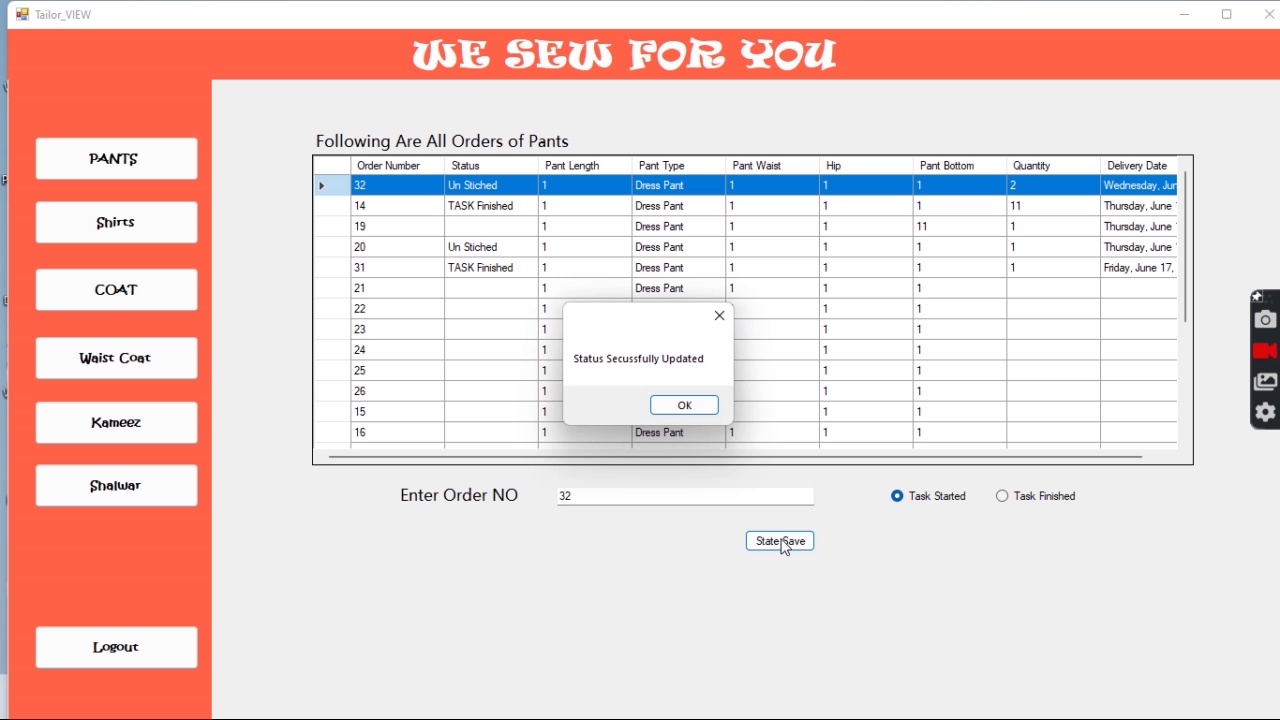 Tailor_VIEW
WE SEW FOR YOU
PANTS
Shirts
COAT
Waist Coat
Kameez
Shalwar
Logout
Following Are All Orders of Pants
Order Number Status Pant Length Pant Type Pant Waist Hip Pant Bottom Quantity Delivery Date
32 Un Stiched 1 Dress Pant 1 1 1 2 Wednesday, Jun
14 TASK Finished 1 Dress Pant 1 1 1 11 Thursday, June
19 1 Dress Pant 1 1 11 1 Thursday, June
20 Un Stiched 1 Dress Pant 1 1 1 1 Thursday, June
31 TASK Finished 1 Dress Pant 1 1 1 1 Friday, June 17,
21 1 Dress Pant 1 1 1
22 1 1 1
23 1 1 1
24 1 1 1
25 1 1 1
26 1 1 1
15 1 1 1
16 1 Dress Pant 1 1 1
Status Secussfully Updated
OK
Enter Order NO 32 Task Started Task Finished
State Save